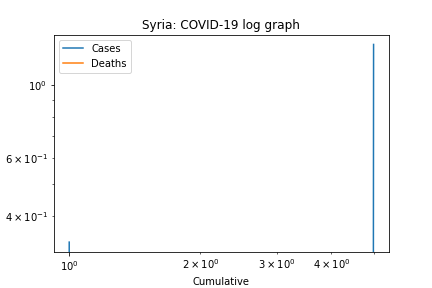 Syria: COVID-19 log graph
Cases
Deaths
10⁰
6 × 10⁻¹
4 × 10⁻¹
10⁰ 2 × 10⁰ 3 × 10⁰ 4 × 10⁰
Cumulative